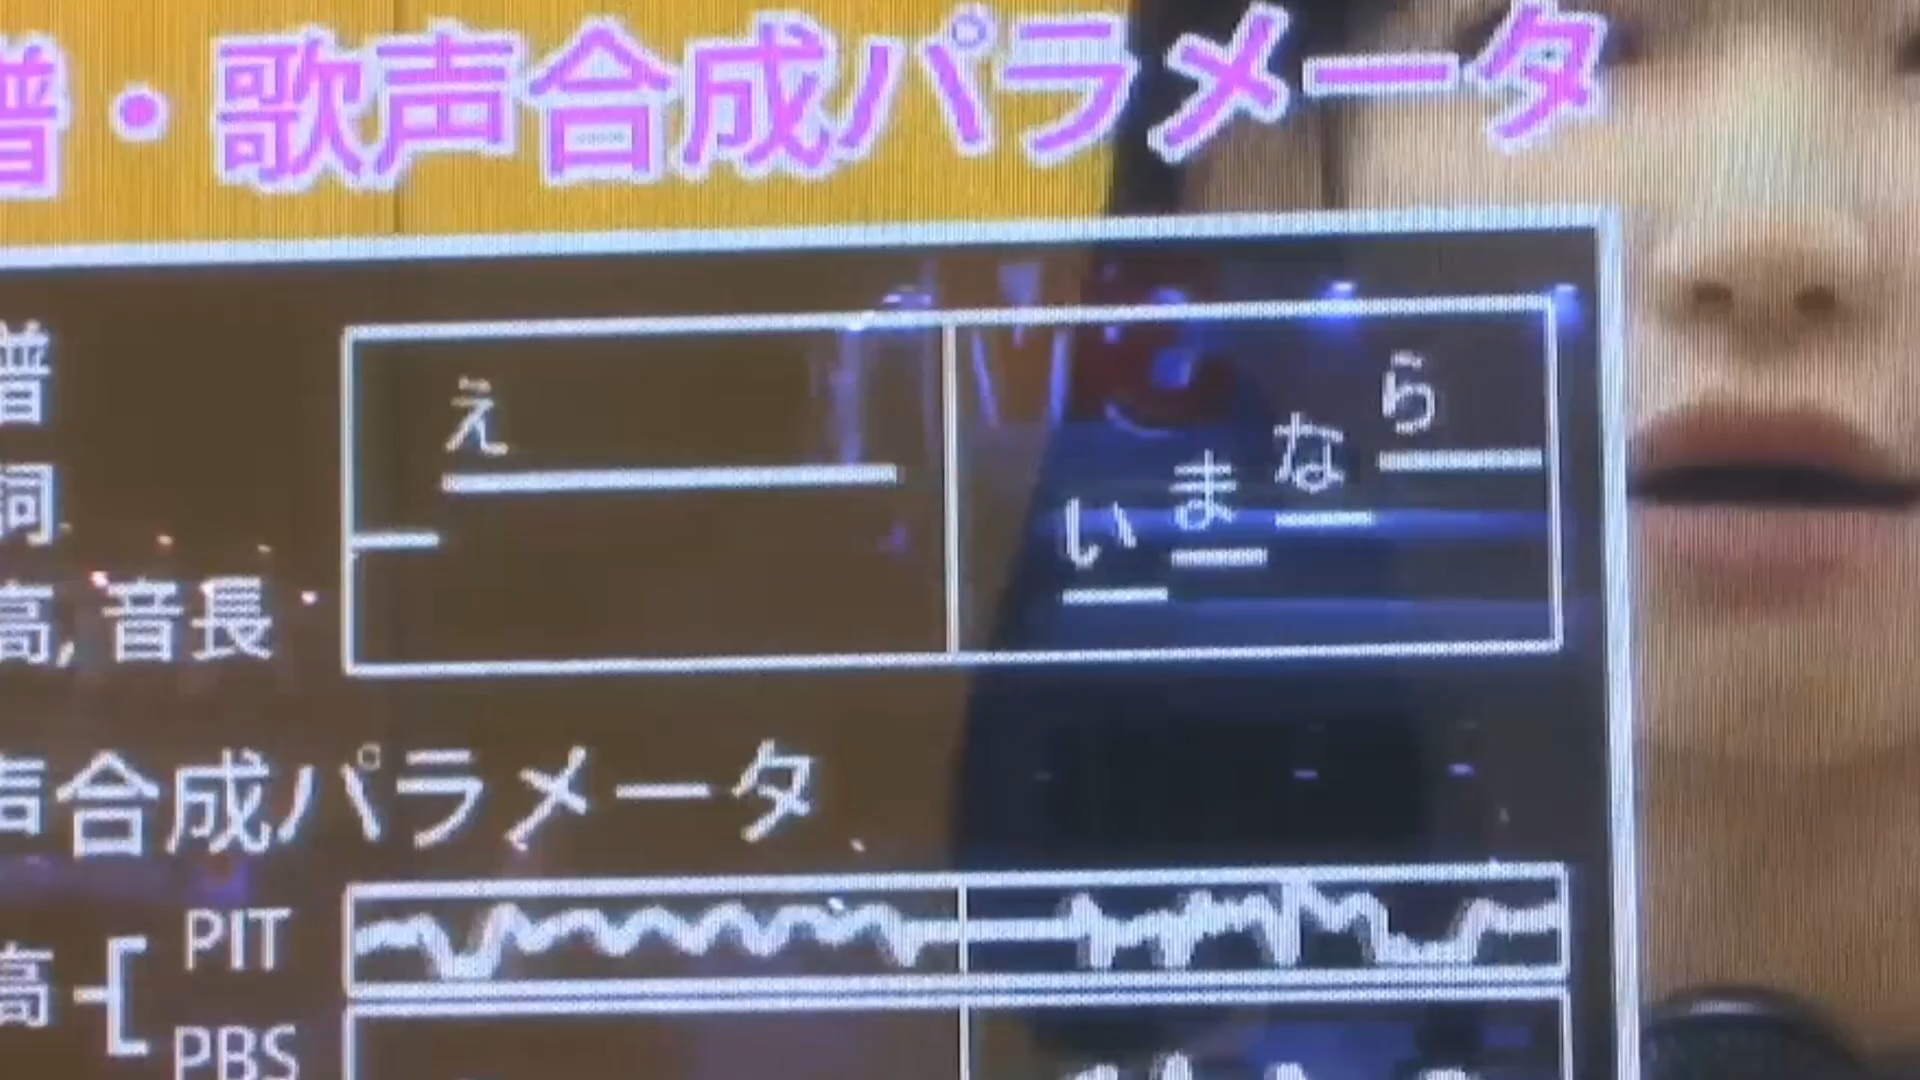 譜・歌声合成パラメータ
譜
詞
え
い ま な ら
高, 音長
声合成パラメータ
高
PIT
PBS